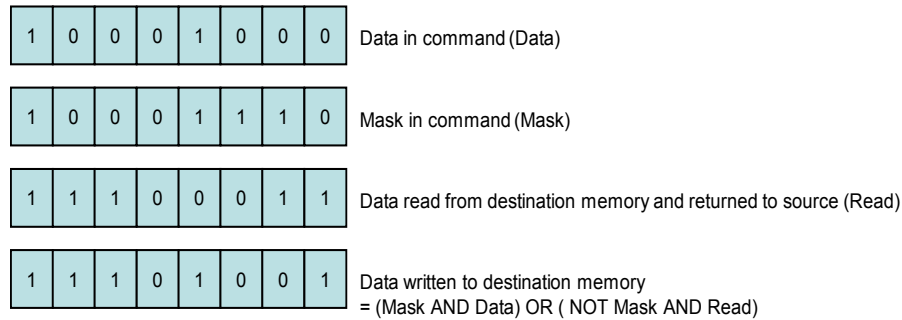 1 0 0 0 1 0 0 0 Data in command (Data)
1 0 0 0 1 1 1 0 Mask in command (Mask)
1 1 1 0 0 0 1 1 Data read from destination memory and returned to source (Read)
1 1 1 0 1 0 0 1 Data written to destination memory
= (Mask AND Data) OR ( NOT Mask AND Read)